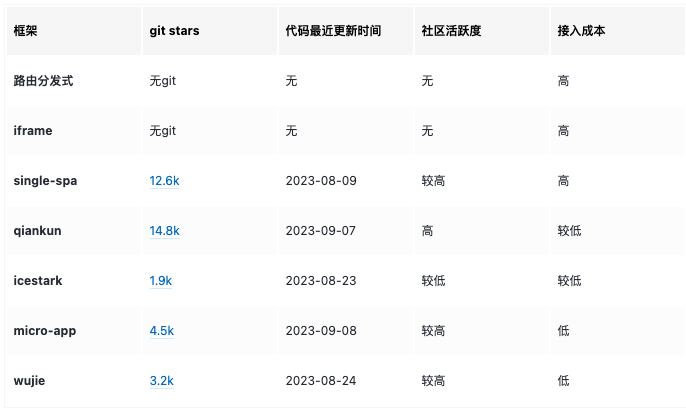 框架 git stars 代码最近更新时间 社区活跃度 接入成本
路由分发式 无git 无 无 高
iframe 无git 无 无 高
single-spa 12.6k 2023-08-09 较高 高
qiankun 14.8k 2023-09-07 高 较低
icestark 1.9k 2023-08-23 较低 较低
micro-app 4.5k 2023-09-08 较高 低
wujie 3.2k 2023-08-24 较高 低